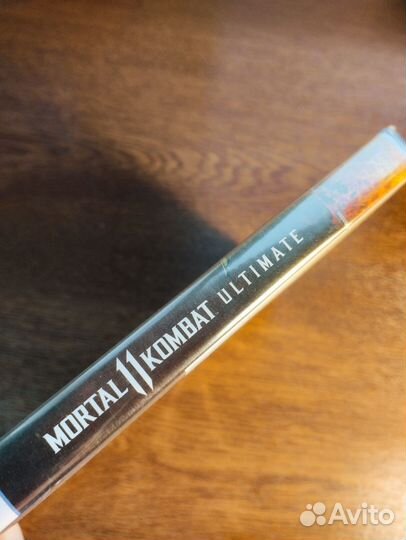 MORTAL 11 KOMBAT ULTIMATE
Avito